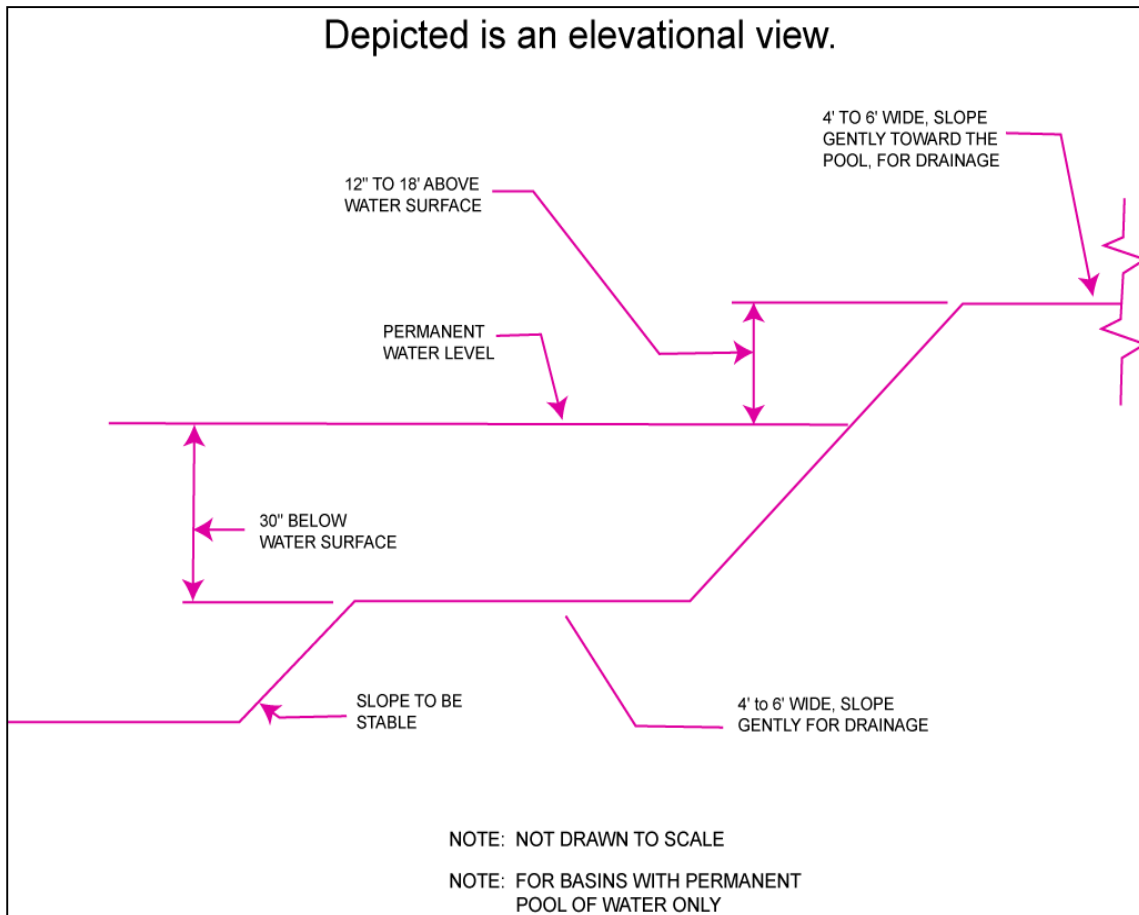 Depicted is an elevational view.
4' TO 6' WIDE, SLOPE
GENTLY TOWARD THE
POOL, FOR DRAINAGE
12" TO 18' ABOVE
WATER SURFACE
PERMANENT
WATER LEVEL
30" BELOW
WATER SURFACE
SLOPE TO BE
STABLE
4' to 6' WIDE, SLOPE
GENTLY FOR DRAINAGE
NOTE: NOT DRAWN TO SCALE
NOTE: FOR BASINS WITH PERMANENT
POOL OF WATER ONLY